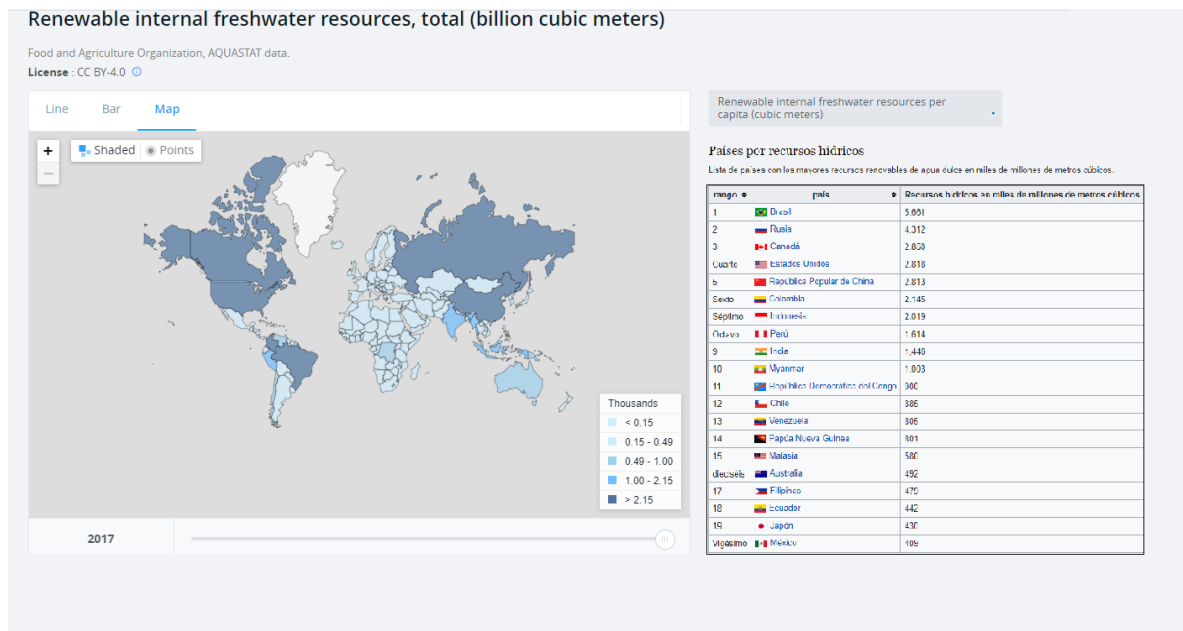 Renewable internal freshwater resources, total (billion cubic meters)
Food and Agriculture Organization, AQUASTAT data.
License : CC BY-4.0
Line Bar Map
+ Shaded Points
−
Thousands
< 0.15
0.15 - 0.49
0.49 - 1.00
1.00 - 2.15
> 2.15
2017
Renewable internal freshwater resources per
capita (cubic meters)
Países por recursos hídricos
Lista de países con los mayores recursos renovables de agua dulce en miles de millones de metros cúbicos.
rango país Recursos hídricos en miles de millones de metros cúbicos
1 Brasil 5.661
2 Rusia 4.312
3 Canadá 2.850
Cuarto Estados Unidos 2.818
5 República Popular de China 2.813
Sexto Colombia 2.145
Séptimo Indonesia 2.019
Octavo Perú 1,614
9 India 1,446
10 Myanmar 1.003
11 República Democrática del Congo 900
12 Chile 885
13 Venezuela 805
14 Papúa Nueva Guinea 801
15 Malasia 580
dieciséis Australia 492
17 Filipinas 479
18 Ecuador 442
19 Japón 430
Vigésimo México 409